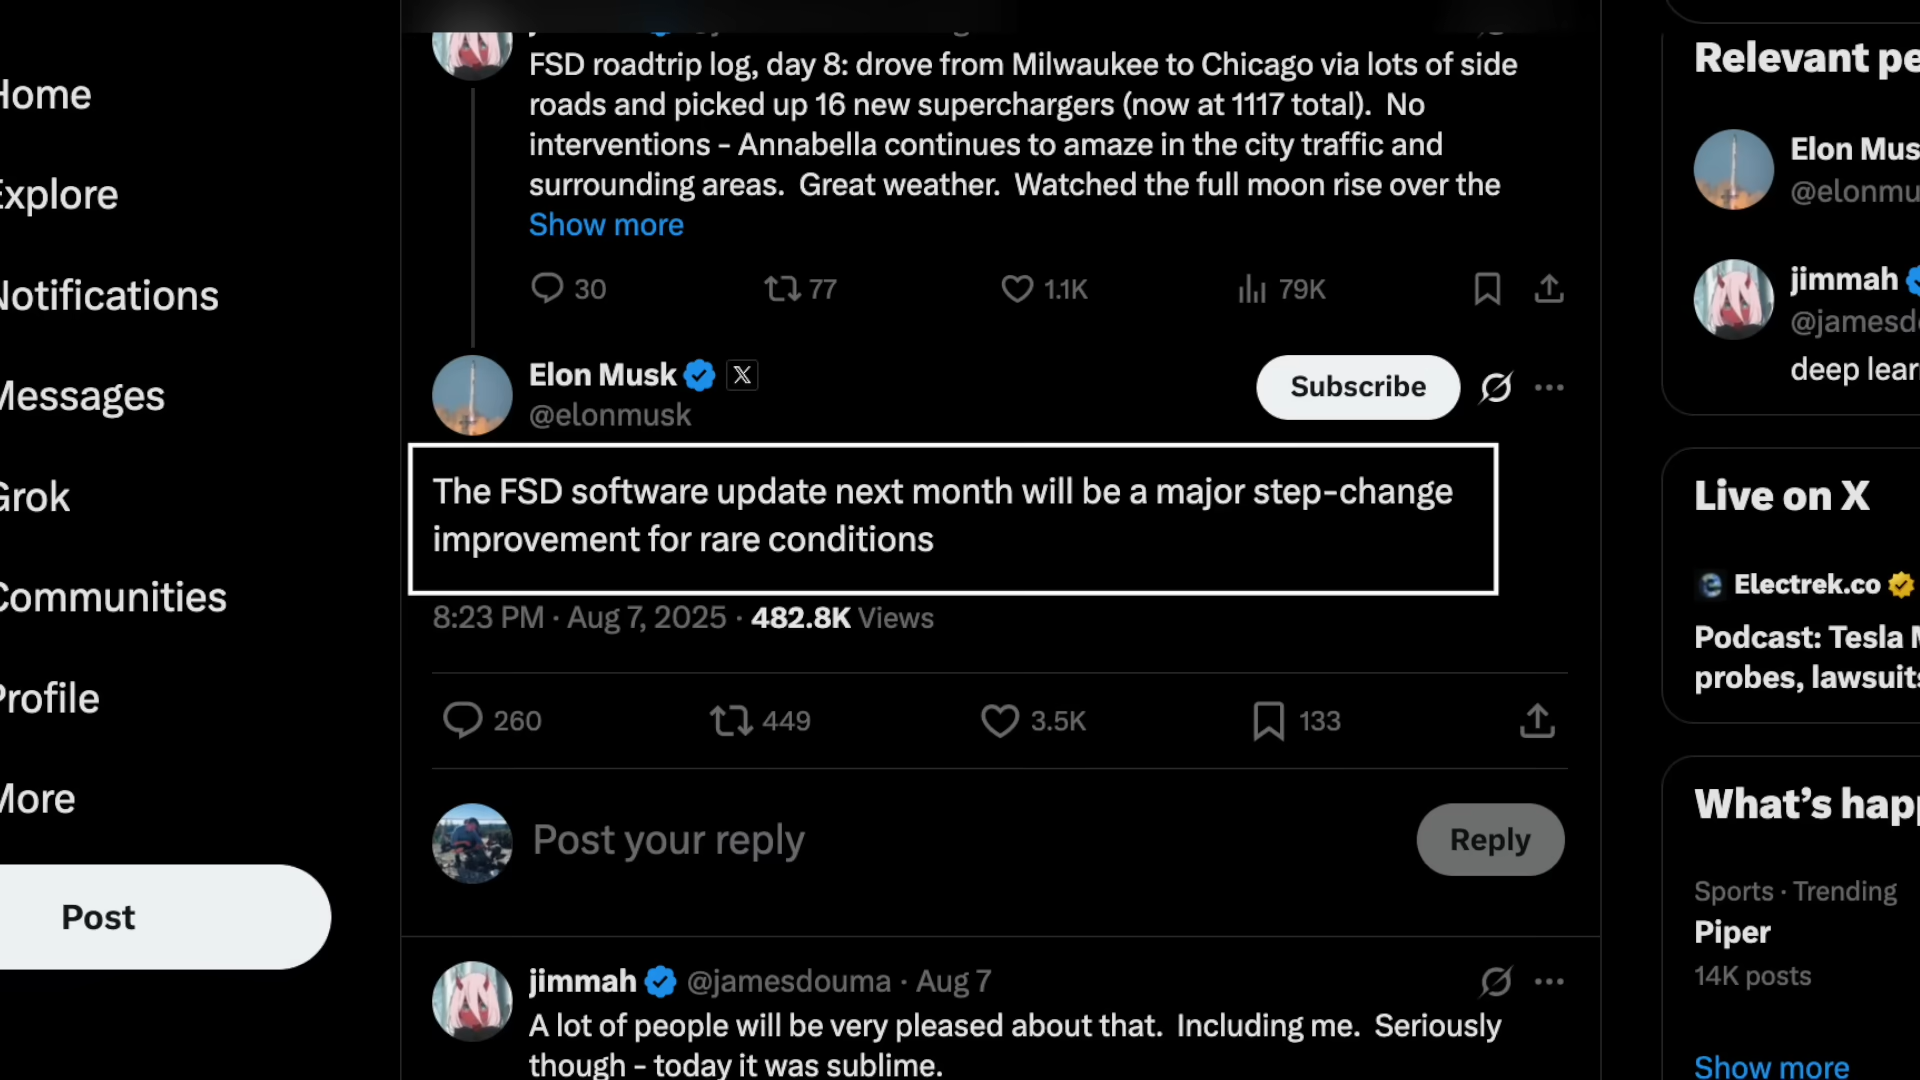 Home
Explore
Notifications
Messages
Grok
Communities
Profile
More
Post
FSD roadtrip log, day 8: drove from Milwaukee to Chicago via lots of side
roads and picked up 16 new superchargers (now at 1117 total).  No
interventions - Annabella continues to amaze in the city traffic and
surrounding areas.  Great weather.  Watched the full moon rise over the
Show more
30 77 1.1K 79K
Elon Musk
@elonmusk
Subscribe
The FSD software update next month will be a major step-change
improvement for rare conditions
8:23 PM · Aug 7, 2025 · 482.8K Views
260 449 3.5K 133
Post your reply
Reply
jimmah @jamesdouma · Aug 7
A lot of people will be very pleased about that.  Including me.  Seriously
though - today it was sublime.
Relevant pe
Elon Mus
@elonmu
jimmah
@jamesd
deep lear
Live on X
Electrek.co
Podcast: Tesla
probes, lawsuits
What's hap
Sports · Trending
Piper
14K posts
Show more